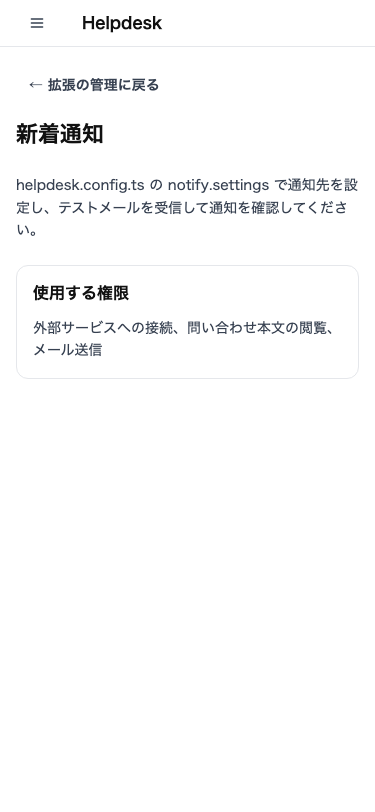 Helpdesk
← 拡張の管理に戻る
新着通知
helpdesk.config.ts の notify.settings で通知先を設
定し、テストメールを受信して通知を確認してくださ
い。
使用する権限
外部サービスへの接続、問い合わせ本文の閲覧、
メール送信